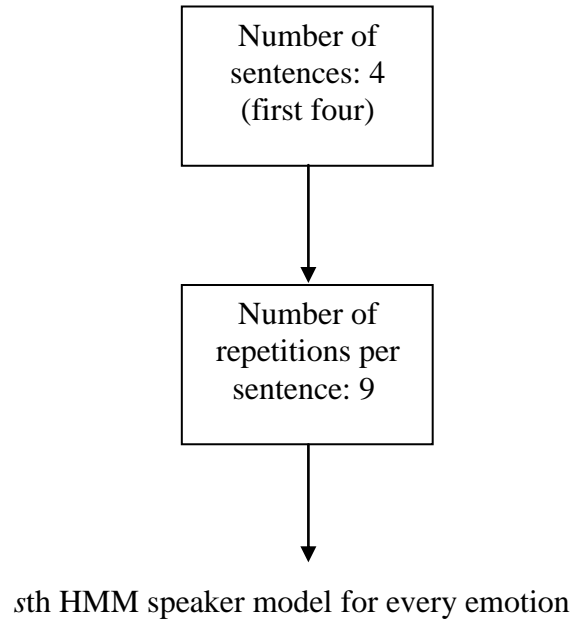 Number of
sentences: 4
(first four)
Number of
repetitions per
sentence: 9
sth HMM speaker model for every emotion